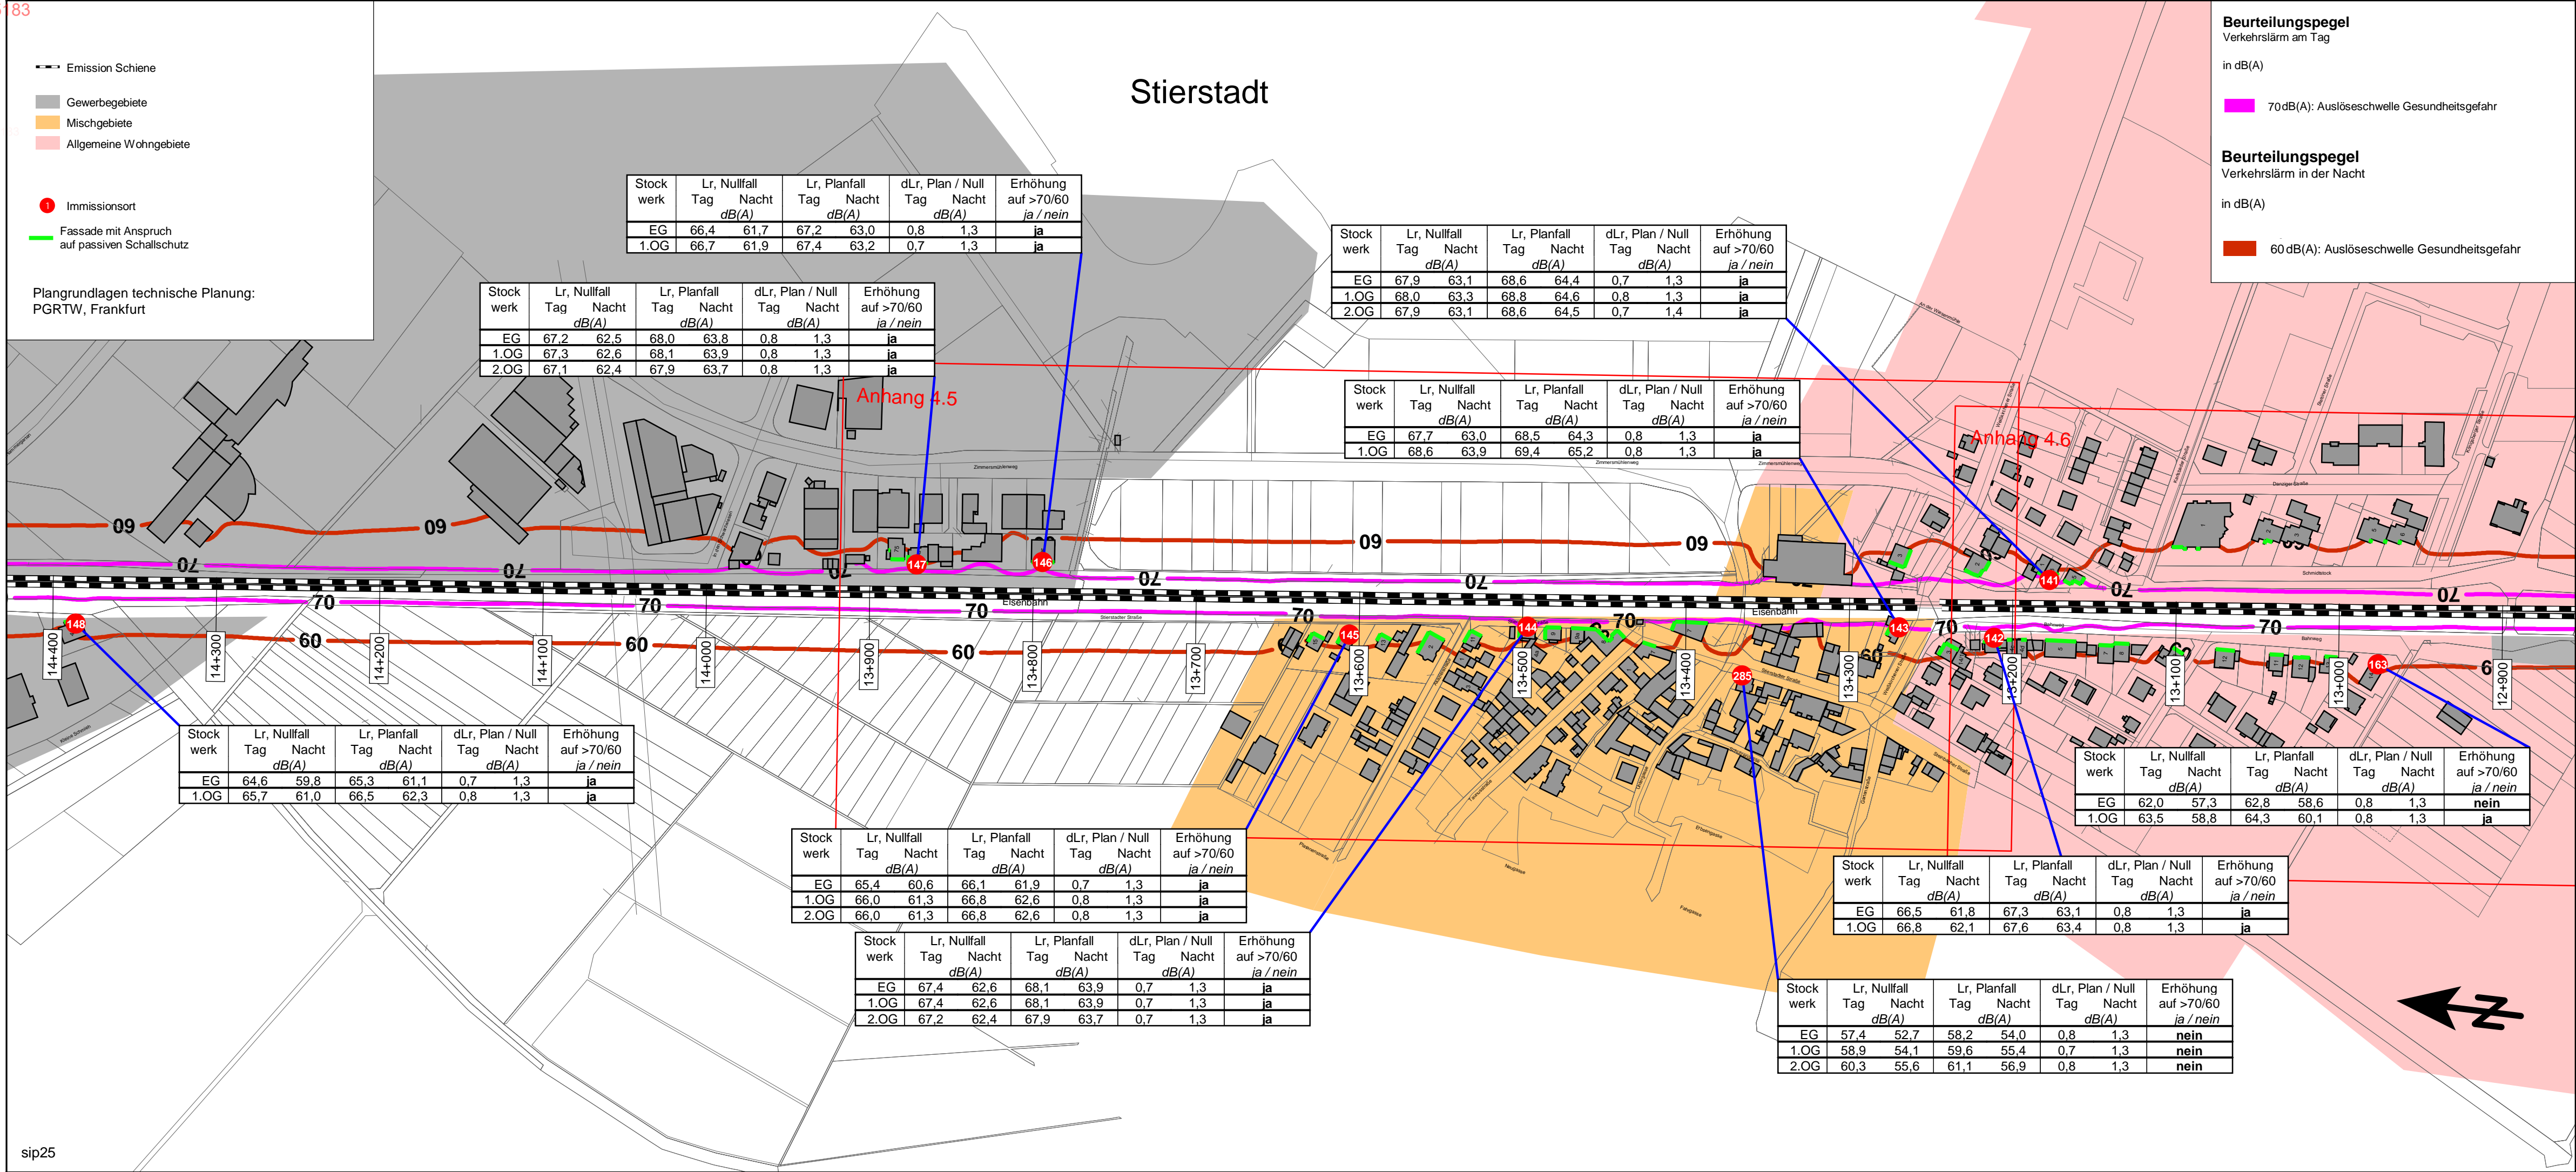 183
Emission Schiene
Gewerbegebiete
Mischgebiete
Allgemeine Wohngebiete
1 Immissionsort
Fassade mit Anspruch
auf passiven Schallschutz
Plangrundlagen technische Planung:
PGRTW, Frankfurt
Stierstadt
Beurteilungspegel
Verkehrslärm am Tag
in dB(A)
70 dB(A): Auslöseschwelle Gesundheitsgefahr
Beurteilungspegel
Verkehrslärm in der Nacht
in dB(A)
60 dB(A): Auslöseschwelle Gesundheitsgefahr
Stock Lr, Nullfall Lr, Planfall dLr, Plan / Null Erhöhung
werk Tag Nacht Tag Nacht Tag Nacht auf >70/60
dB(A) dB(A) dB(A) ja / nein
EG 66,4 61,7 67,2 63,0 0,8 1,3 ja
1.OG 66,7 61,9 67,4 63,2 0,7 1,3 ja
Stock Lr, Nullfall Lr, Planfall dLr, Plan / Null Erhöhung
werk Tag Nacht Tag Nacht Tag Nacht auf >70/60
dB(A) dB(A) dB(A) ja / nein
EG 67,9 63,1 68,6 64,4 0,7 1,3 ja
1.OG 68,0 63,3 68,8 64,6 0,8 1,3 ja
2.OG 67,9 63,1 68,6 64,5 0,7 1,4 ja
Stock Lr, Nullfall Lr, Planfall dLr, Plan / Null Erhöhung
werk Tag Nacht Tag Nacht Tag Nacht auf >70/60
dB(A) dB(A) dB(A) ja / nein
EG 67,2 62,5 68,0 63,8 0,8 1,3 ja
1.OG 67,3 62,6 68,1 63,9 0,8 1,3 ja
2.OG 67,1 62,4 67,9 63,7 0,8 1,3 ja
Stock Lr, Nullfall Lr, Planfall dLr, Plan / Null Erhöhung
werk Tag Nacht Tag Nacht Tag Nacht auf >70/60
dB(A) dB(A) dB(A) ja / nein
EG 67,7 63,0 68,5 64,3 0,8 1,3 ja
1.OG 68,6 63,9 69,4 65,2 0,8 1,3 ja
Anhang 4.5
Anhang 4.6
Zimmersmühlenweg
Zimmersmühlenweg
Zimmersmühlenweg
An der Wiesenmühle
Danziger Straße
60 60 60 60
70 70 70 70 70 70
147 146 141
Eisenbahn
Eisenbahn
Stierstadter Straße
Bahnweg
Bahnweg
70 70 70 70 70 70 70
148 145 144 143 142 285 163
60 60 60 60
14+400
14+300
14+200
14+100
14+000
13+900
13+800
13+700
13+600
13+500
13+400
13+300
13+200
13+100
13+000
12+900
Stierstadter Straße
Taunusstraße
Gartenstraße
Platanenstraße
Neugasse
Fahrgasse
Stock Lr, Nullfall Lr, Planfall dLr, Plan / Null Erhöhung
werk Tag Nacht Tag Nacht Tag Nacht auf >70/60
dB(A) dB(A) dB(A) ja / nein
EG 64,6 59,8 65,3 61,1 0,7 1,3 ja
1.OG 65,7 61,0 66,5 62,3 0,8 1,3 ja
Stock Lr, Nullfall Lr, Planfall dLr, Plan / Null Erhöhung
werk Tag Nacht Tag Nacht Tag Nacht auf >70/60
dB(A) dB(A) dB(A) ja / nein
EG 62,0 57,3 62,8 58,6 0,8 1,3 nein
1.OG 63,5 58,8 64,3 60,1 0,8 1,3 ja
Stock Lr, Nullfall Lr, Planfall dLr, Plan / Null Erhöhung
werk Tag Nacht Tag Nacht Tag Nacht auf >70/60
dB(A) dB(A) dB(A) ja / nein
EG 65,4 60,6 66,1 61,9 0,7 1,3 ja
1.OG 66,0 61,3 66,8 62,6 0,8 1,3 ja
2.OG 66,0 61,3 66,8 62,6 0,8 1,3 ja
Stock Lr, Nullfall Lr, Planfall dLr, Plan / Null Erhöhung
werk Tag Nacht Tag Nacht Tag Nacht auf >70/60
dB(A) dB(A) dB(A) ja / nein
EG 66,5 61,8 67,3 63,1 0,8 1,3 ja
1.OG 66,8 62,1 67,6 63,4 0,8 1,3 ja
Stock Lr, Nullfall Lr, Planfall dLr, Plan / Null Erhöhung
werk Tag Nacht Tag Nacht Tag Nacht auf >70/60
dB(A) dB(A) dB(A) ja / nein
EG 67,4 62,6 68,1 63,9 0,7 1,3 ja
1.OG 67,4 62,6 68,1 63,9 0,7 1,3 ja
2.OG 67,2 62,4 67,9 63,7 0,7 1,3 ja
Stock Lr, Nullfall Lr, Planfall dLr, Plan / Null Erhöhung
werk Tag Nacht Tag Nacht Tag Nacht auf >70/60
dB(A) dB(A) dB(A) ja / nein
EG 57,4 52,7 58,2 54,0 0,8 1,3 nein
1.OG 58,9 54,1 59,6 55,4 0,7 1,3 nein
2.OG 60,3 55,6 61,1 56,9 0,8 1,3 nein
N
sip25